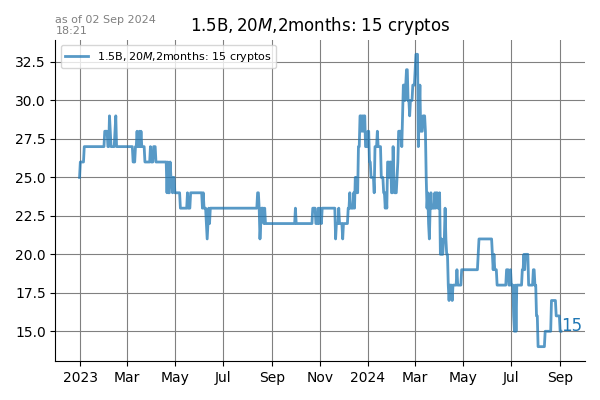 as of 02 Sep 2024
18:21
1.5B, 20M,2months: 15 cryptos
1.5B, 20M,2months: 15 cryptos
32.5
30.0
27.5
25.0
22.5
20.0
17.5
15.0
15
2023 Mar May Jul Sep Nov 2024 Mar May Jul Sep